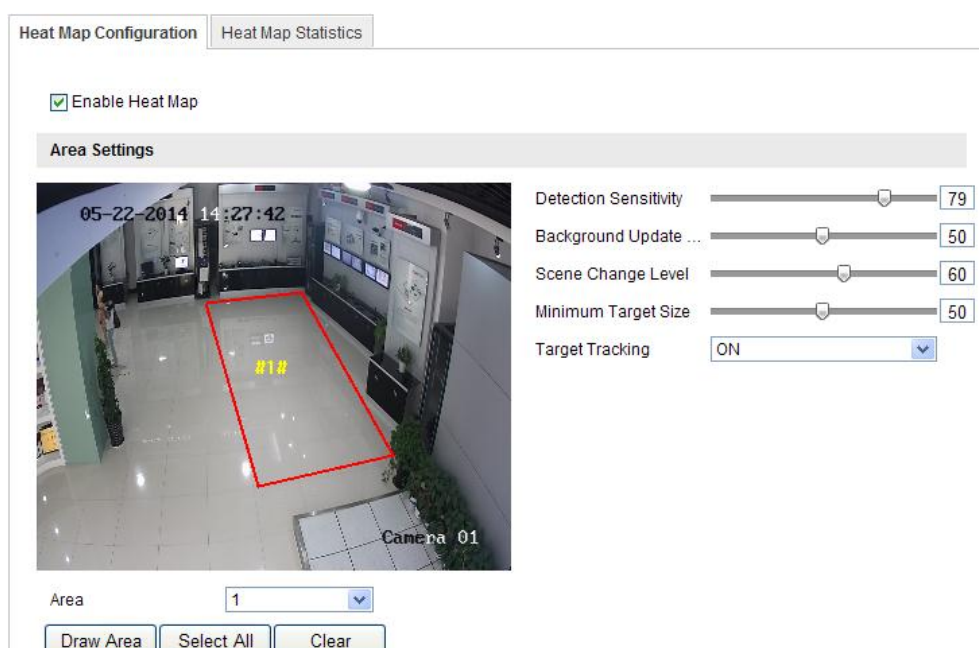 Heat Map Configuration
Heat Map Statistics
Enable Heat Map
Area Settings
05-22-2014 14:27:42
#1#
Camera 01
Detection Sensitivity 79
Background Update ... 50
Scene Change Level 60
Minimum Target Size 50
Target Tracking ON
Area 1
Draw Area Select All Clear